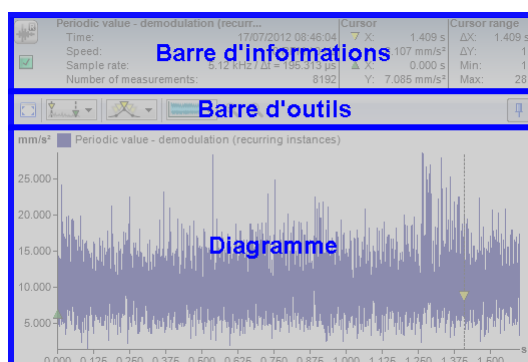 Periodic value - demodulation (recurr...
Cursor
Cursor range
Time: 17/07/2012 08:46:04
X: 1.409 s
ΔX: 1.409 s
Speed:
.107 mm/s²
ΔY:
Barre d'informations
Sample rate: 5.12 kHz / Δt = 195.313 µs
X: 0.000 s
Min: 1
Number of measurements: 8192
Y: 7.085 mm/s²
Max: 28
Barre d'outils
mm/s² Periodic value - demodulation (recurring instances)
25.000
20.000
Diagramme
15.000
10.000
5.000
0.000 0.125 0.250 0.375 0.500 0.625 0.750 0.875 1.000 1.125 1.250 1.375 1.500 s